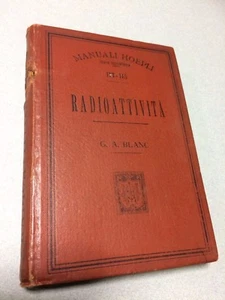 MANUALI HOEPLI
RADIOATTIVITÀ
G. A. BLANC